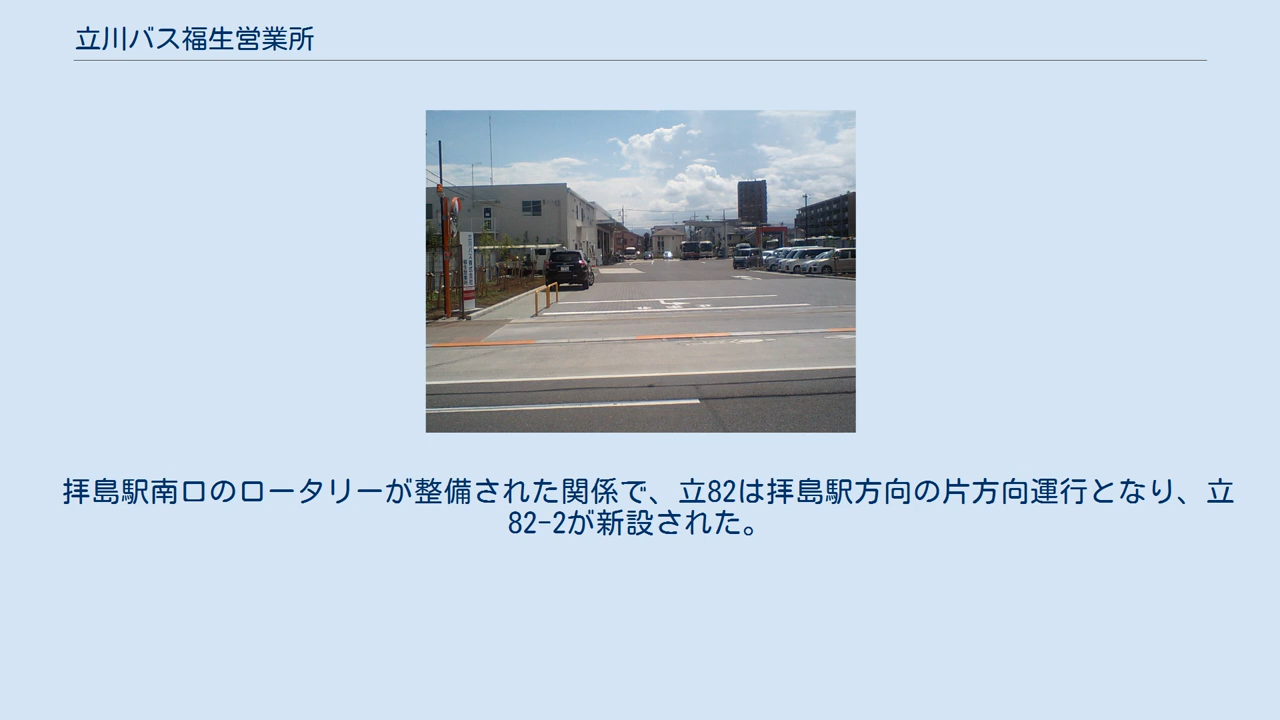 立川バス福生営業所
拝島駅南口のロータリーが整備された関係で、立82は拝島駅方向の片方向運行となり、立
82-2が新設された。